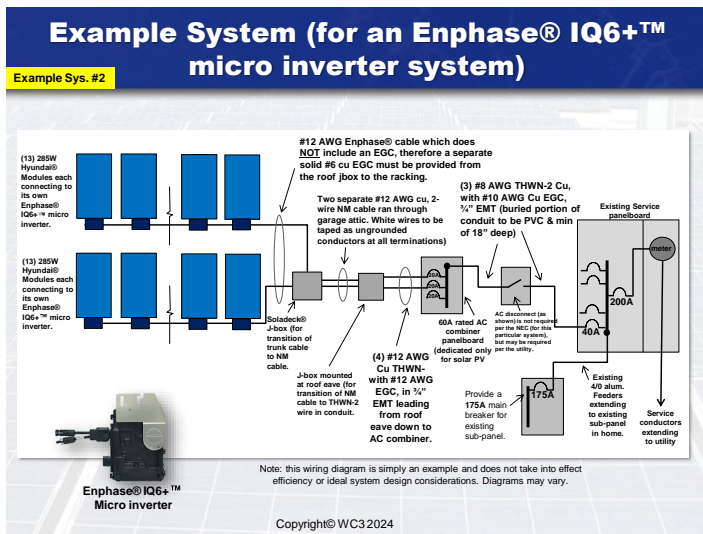 Example System (for an Enphase® IQ6+™
micro inverter system)
Example Sys. #2
#12 AWG Enphase® cable which does
NOT include an EGC, therefore a separate
solid #6 cu EGC must be provided from
the roof jbox to the racking.
(13) 285W
Hyundai®
Modules each
connecting to
its own
Enphase®
IQ6+™ micro
inverter.
Two separate #12 AWG cu, 2-
wire NM cable ran through
garage attic. White wires to be
taped as ungrounded
conductors at all terminations)
(3) #8 AWG THWN-2 Cu,
with #10 AWG Cu EGC,
¾” EMT (buried portion of
conduit to be PVC & min
of 18” deep)
Existing Service
panelboard
meter
200A
40A
(13) 285W
Hyundai®
Modules each
connecting to
its own
Enphase®
IQ6+™ micro
inverter.
20A
20A
20A
Soladeck®
J-box (for
transition of
trunk cable
to NM
cable.
60A rated AC
combiner
panelboard
(dedicated only
for solar PV
AC disconnect (as
shown) is not required
per the NEC (for this
particular system),
but may be required
per the utility.
J-box mounted
at roof eave (for
transition of NM
cable to THWN-2
wire in conduit.
(4) #12 AWG
Cu THWN-
with #12 AWG
EGC, in ¾”
EMT leading
from roof
eave down to
AC combiner.
Provide a
175A main
breaker for
existing
sub-panel.
175A
Existing
4/0 alum.
Feeders
extending
to existing
sub-panel
in home.
Service
conductors
extending
to utility
Enphase® IQ6+™
Micro inverter
Note: this wiring diagram is simply an example and does not take into effect
efficiency or ideal system design considerations. Diagrams may vary.
Copyright© WC3 2024